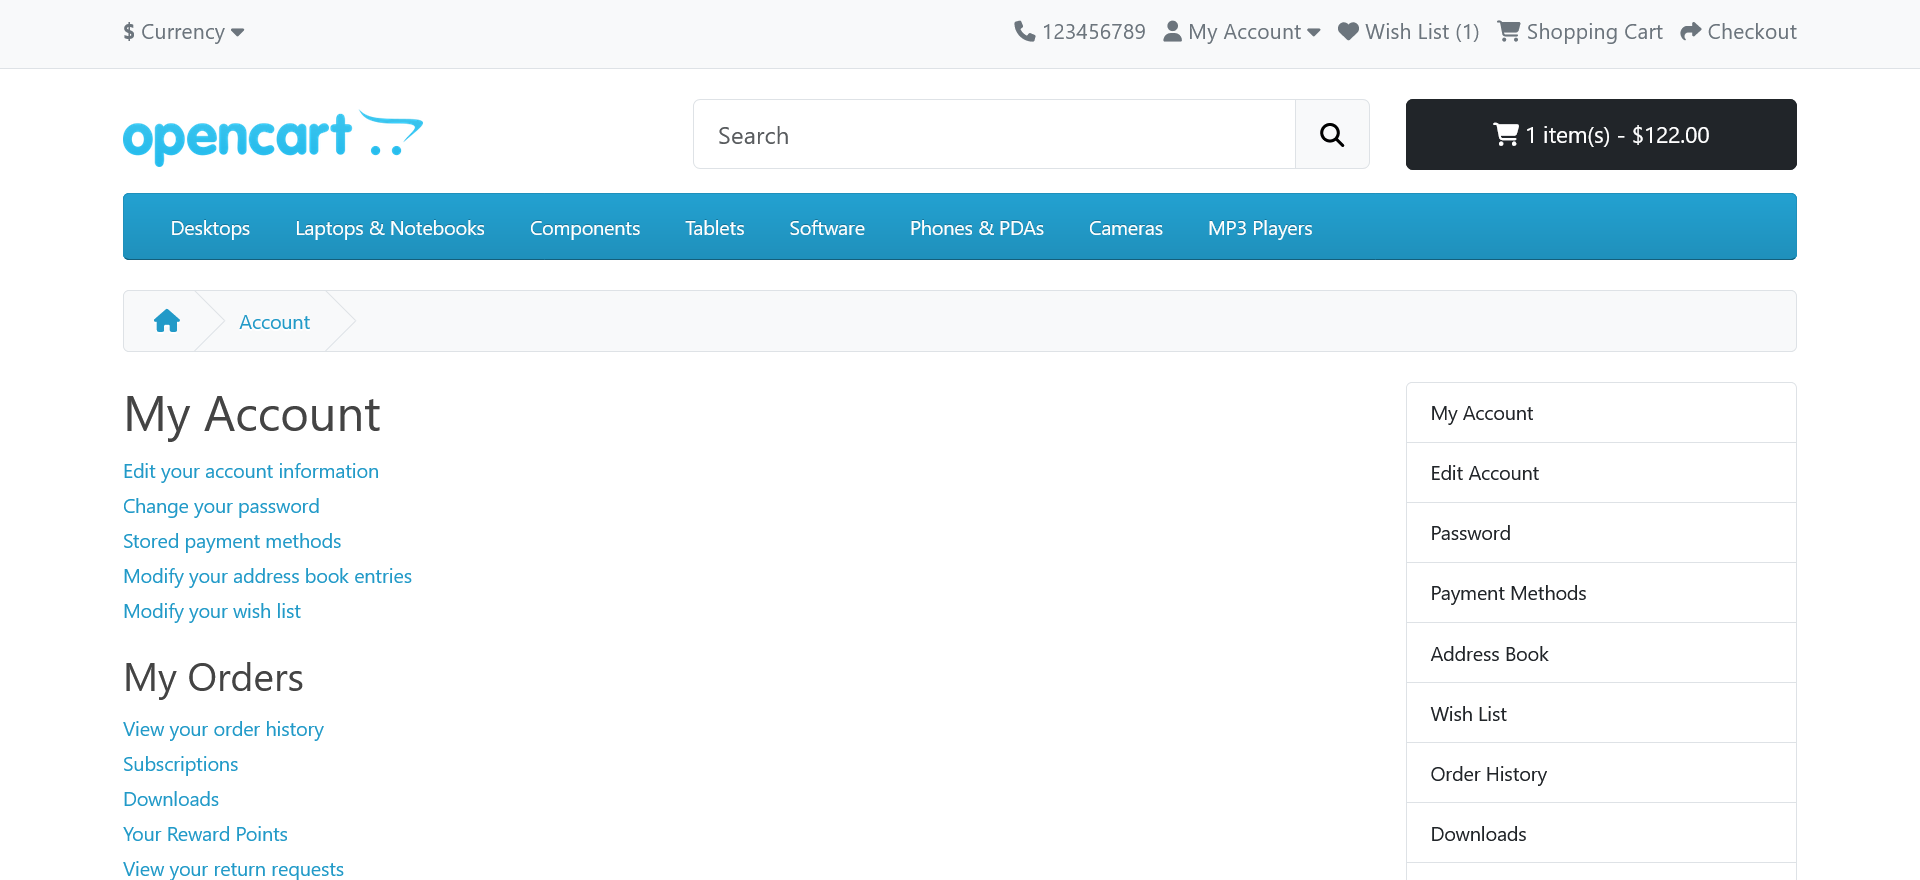 $ Currency
123456789 My Account Wish List (1) Shopping Cart Checkout
opencart
Search
1 item(s) - $122.00
Desktops Laptops & Notebooks Components Tablets Software Phones & PDAs Cameras MP3 Players
Account
My Account
Edit your account information
Change your password
Stored payment methods
Modify your address book entries
Modify your wish list
My Orders
View your order history
Subscriptions
Downloads
Your Reward Points
View your return requests
My Account
Edit Account
Password
Payment Methods
Address Book
Wish List
Order History
Downloads